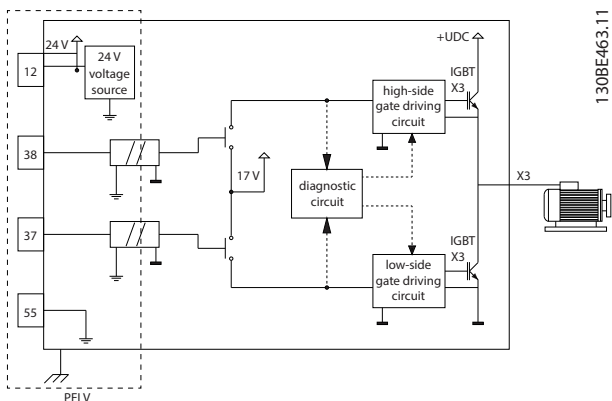 130BE463.11
+UDC
24 V
12
24 V
voltage
source
high-side
gate driving
circuit
IGBT
X3
38
17 V
diagnostic
circuit
X3
37
IGBT
X3
low-side
gate driving
circuit
55
PELV